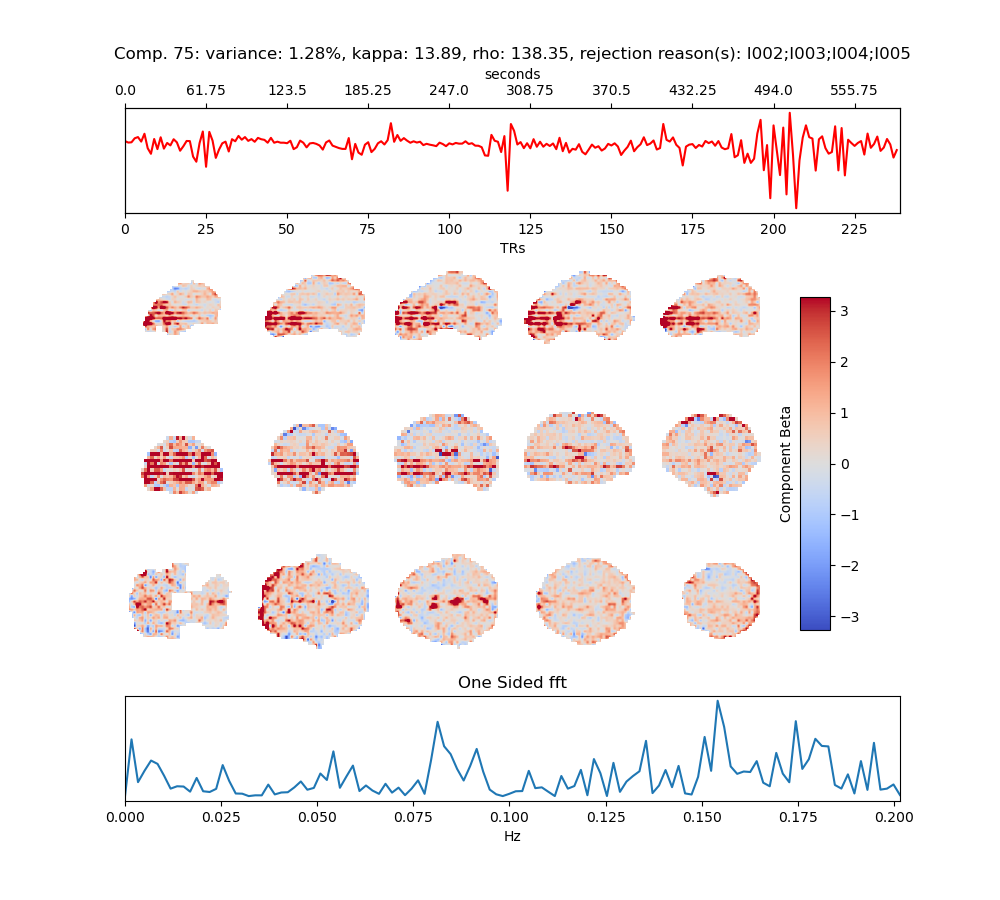 Comp. 75: variance: 1.28%, kappa: 13.89, rho: 138.35, rejection reason(s): I002;I003;I004;I005
seconds
0.0 61.75 123.5 185.25 247.0 308.75 370.5 432.25 494.0 555.75
0 25 50 75 100 125 150 175 200 225
TRs
3
2
1
0
−1
−2
−3
Component Beta
One Sided fft
0.000 0.025 0.050 0.075 0.100 0.125 0.150 0.175 0.200
Hz